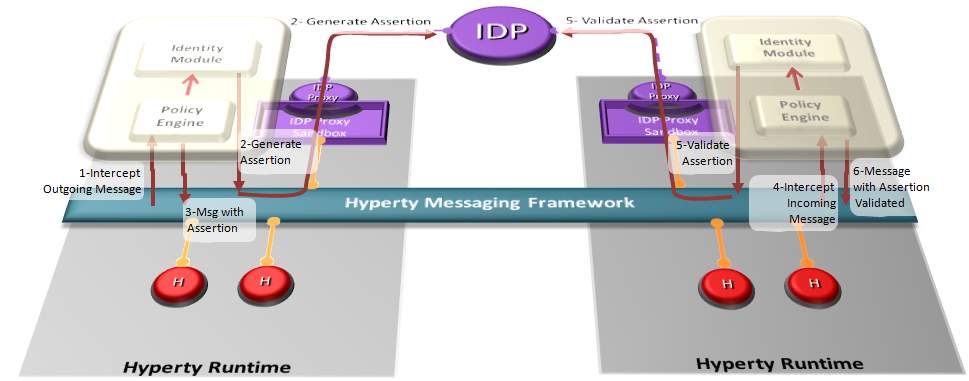 2- Generate Assertion
IDP
5- Validate Assertion
Identity
Module
Policy
Engine
IDP
Proxy
IDP Proxy
Sandbox
2-Generate
Assertion
1-Intercept
Outgoing Message
3-Msg with
Assertion
Identity
Module
Policy
Engine
IDP
Proxy
IDP Proxy
Sandbox
5-Validate
Assertion
4-Intercept
Incoming
Message
6-Message
with Assertion
Validated
Hyperty Messaging Framework
H
H
H
H
Hyperty Runtime
Hyperty Runtime